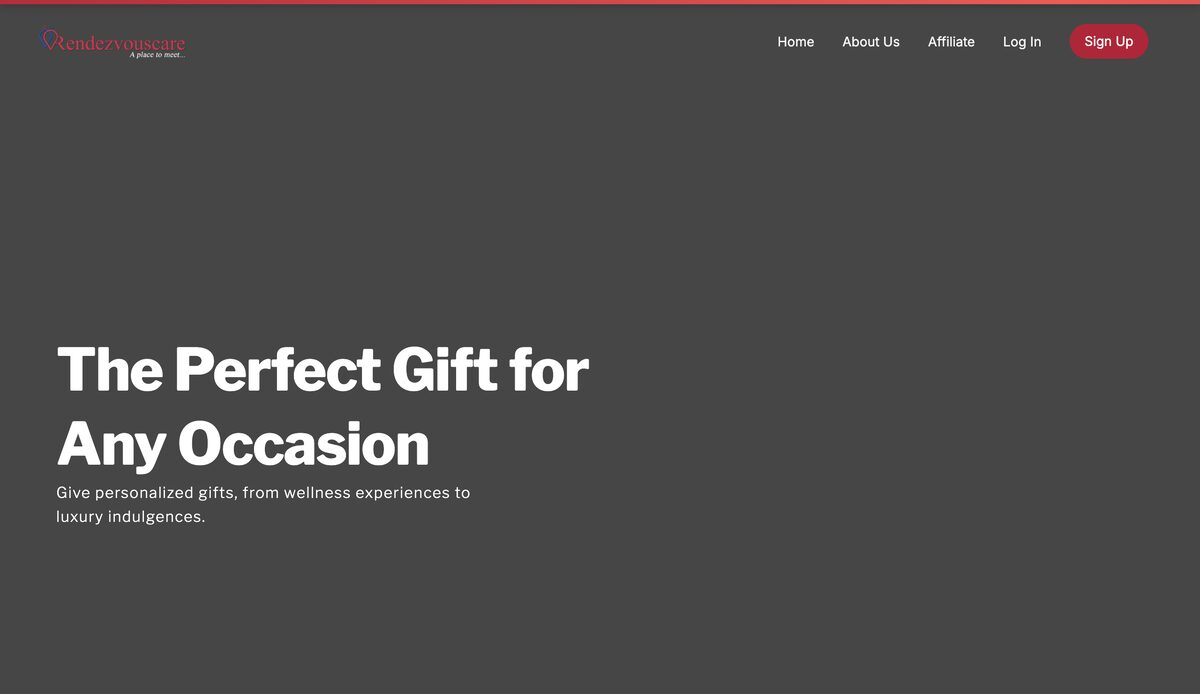 Rendezvouscare
A place to meet...
Home
About Us
Affiliate
Log In
Sign Up
The Perfect Gift for
Any Occasion
Give personalized gifts, from wellness experiences to
luxury indulgences.